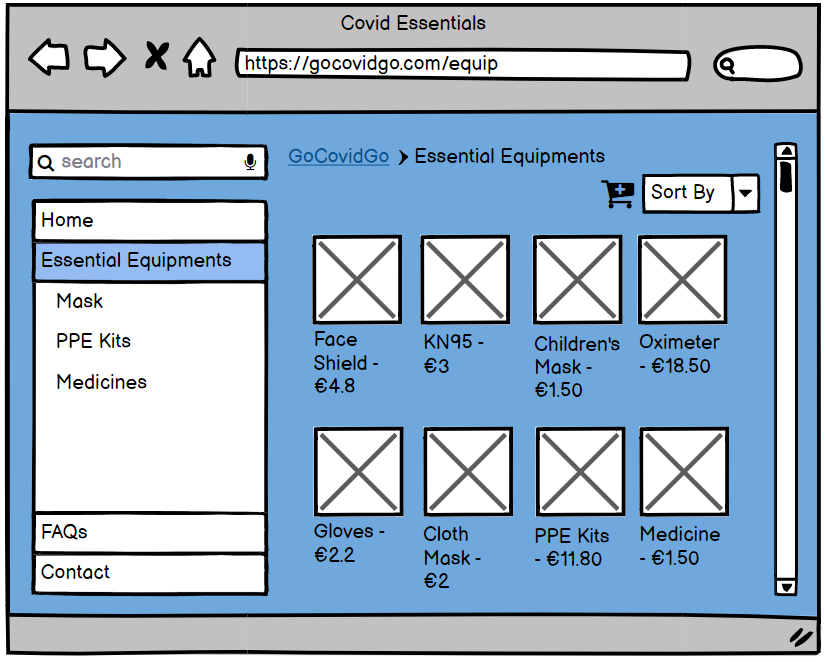 Covid Essentials
https://gocovidgo.com/equip
search
GoCovidGo Essential Equipments
Sort By
Home
Essential Equipments
Mask
PPE Kits
Medicines
FAQs
Contact
Face
Shield -
€4.8
KN95 -
€3
Children's
Mask -
€1.50
Oximeter
- €18.50
Gloves -
€2.2
Cloth
Mask -
€2
PPE Kits
- €11.80
Medicine
- €1.50